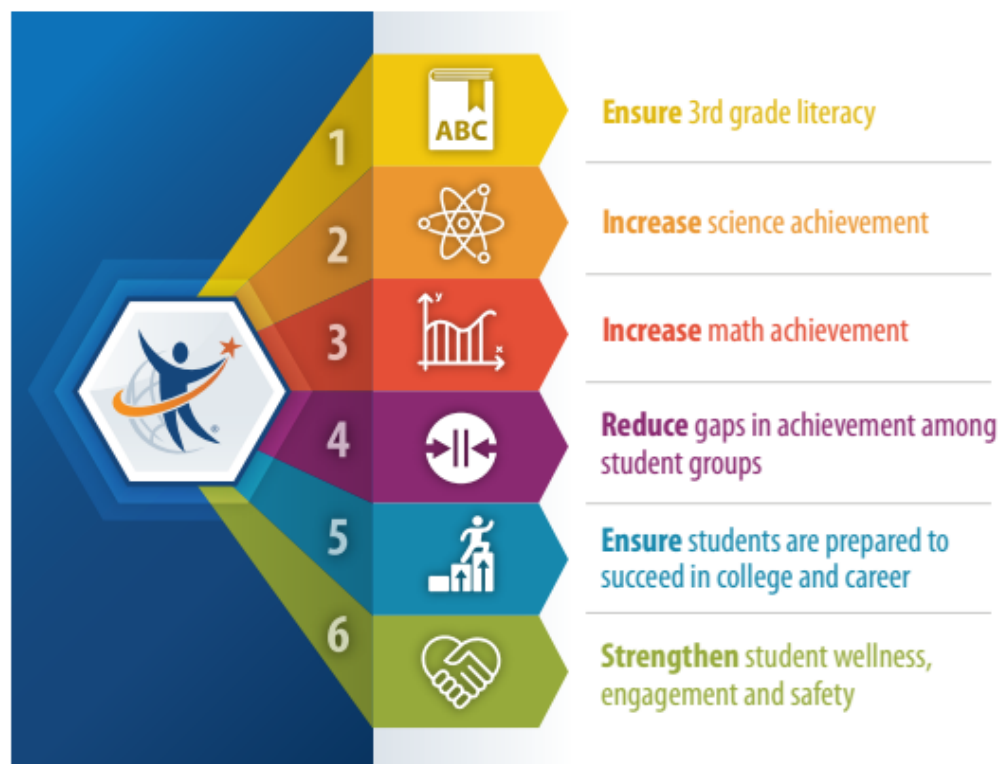 1
ABC
Ensure 3rd grade literacy
2
Increase science achievement
3
y
x
Increase math achievement
4
Reduce gaps in achievement among
student groups
5
Ensure students are prepared to
succeed in college and career
6
Strengthen student wellness,
engagement and safety
®